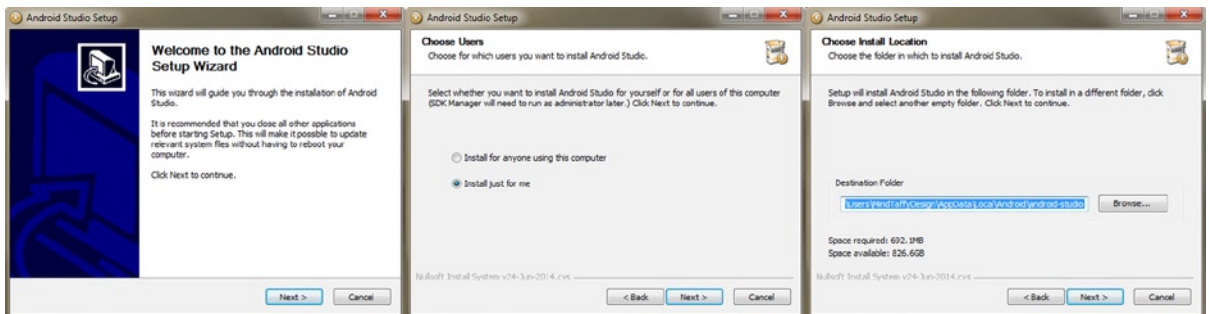 Android Studio Setup
Welcome to the Android Studio
Setup Wizard
This wizard will guide you through the installation of Android
Studio.
It is recommended that you close all other applications
before starting Setup. This will make it possible to update
relevant system files without having to reboot your
computer.
Click Next to continue.
Next >
Cancel
Android Studio Setup
Choose Users
Choose for which users you want to install Android Studio.
Select whether you want to install Android Studio for yourself or for all users of this computer
(SDK Manager will need to run as administrator later.) Click Next to continue.
Install for anyone using this computer
Install just for me
Nullsoft Install System v24-Jun-2014.cvs
< Back
Next >
Cancel
Android Studio Setup
Choose Install Location
Choose the folder in which to install Android Studio.
Setup will install Android Studio in the following folder. To install in a different folder, click
Browse and select another empty folder. Click Next to continue.
Destination Folder
\Users\MindTaffyDesign\AppData\Local\Android\android-studio
Browse...
Space required: 692.1MB
Space available: 826.6GB
Nullsoft Install System v24-Jun-2014.cvs
< Back
Next >
Cancel